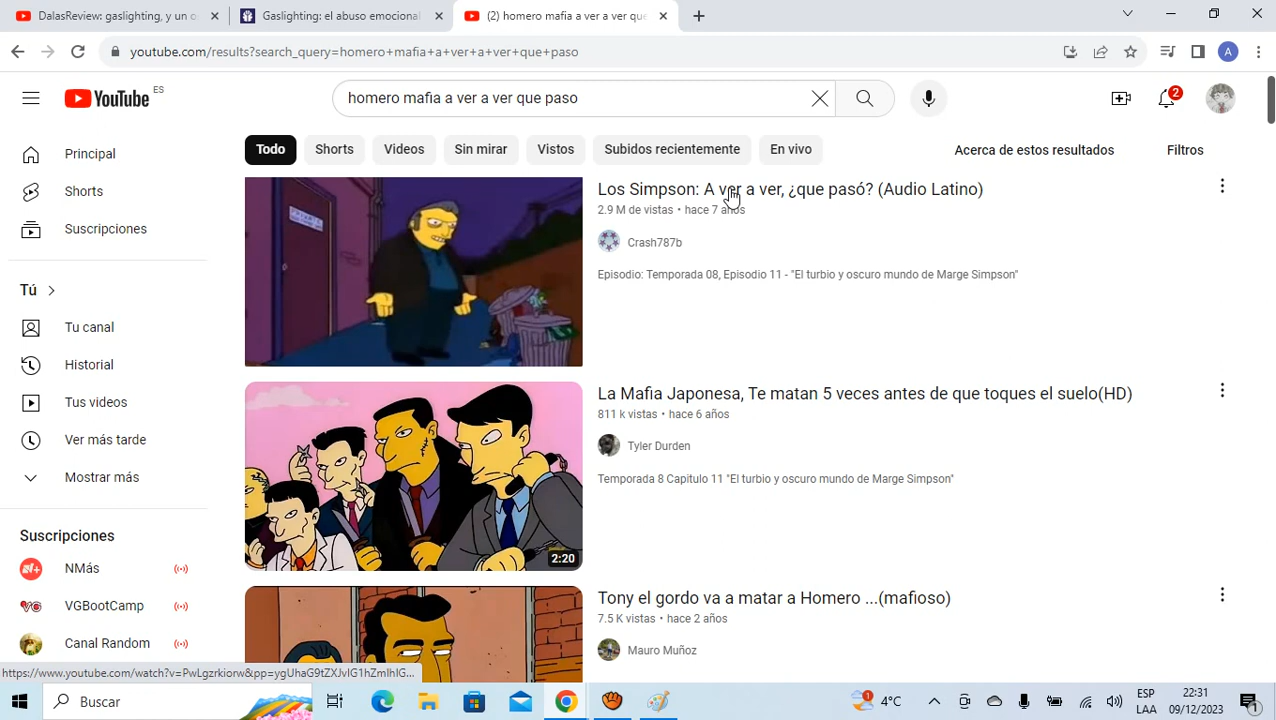 DalasReview: gaslighting, y un o
Gaslighting: el abuso emocional
(2) homero mafia a ver a ver que
youtube.com/results?search_query=homero+mafia+a+ver+a+ver+que+paso
A
YouTube ES
homero mafia a ver a ver que paso
2
Todo
Shorts
Videos
Sin mirar
Vistos
Subidos recientemente
En vivo
Acerca de estos resultados
Filtros
Principal
Shorts
Suscripciones
Tú
Tu canal
Historial
Tus videos
Ver más tarde
Mostrar más
Suscripciones
NMás
VGBootCamp
Canal Random
Los Simpson: A ver a ver, ¿que pasó? (Audio Latino)
2.9 M de vistas • hace 7 años
Crash787b
Episodio: Temporada 08, Episodio 11 - "El turbio y oscuro mundo de Marge Simpson"
La Mafia Japonesa, Te matan 5 veces antes de que toques el suelo(HD)
811 k vistas • hace 6 años
Tyler Durden
Temporada 8 Capitulo 11 "El turbio y oscuro mundo de Marge Simpson"
2:20
Tony el gordo va a matar a Homero ...(mafioso)
7.5 K vistas • hace 2 años
Mauro Muñoz
Buscar
1
4°C
ESP
LAA
22:31
09/12/2023
1